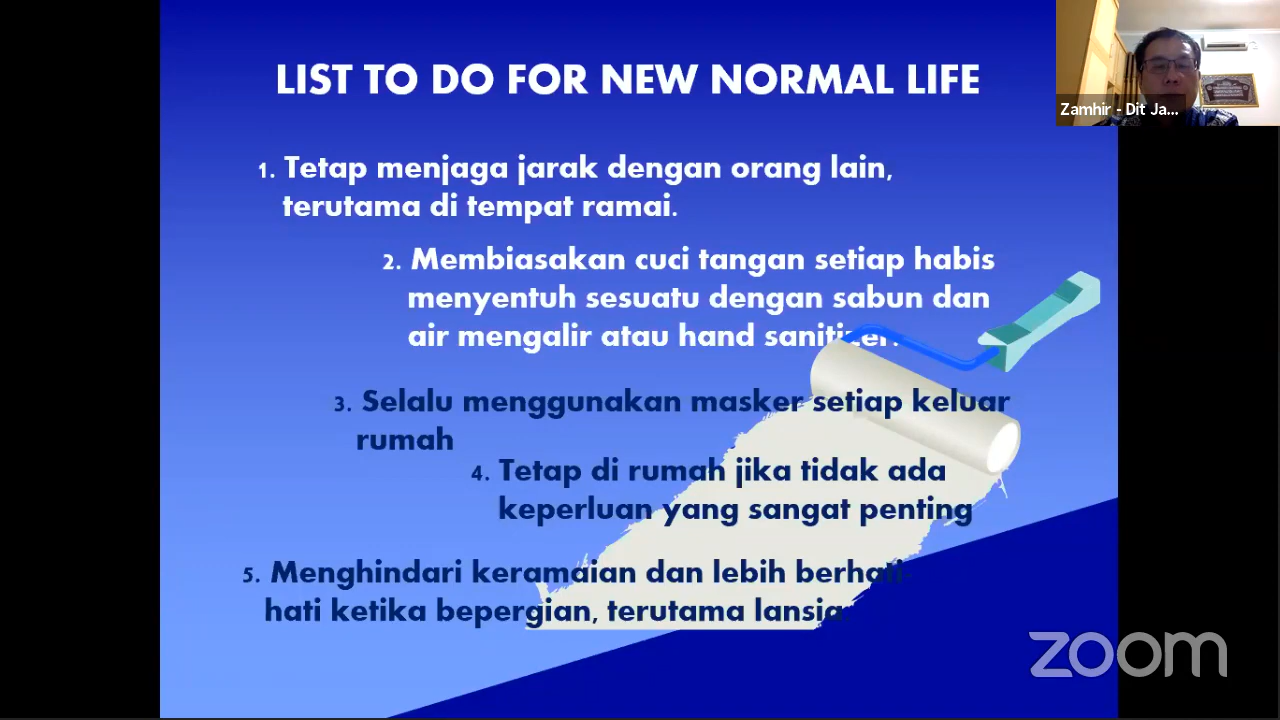 LIST TO DO FOR NEW NORMAL LIFE
Zamhir - Dit Ja...
1. Tetap menjaga jarak dengan orang lain,
terutama di tempat ramai.
2. Membiasakan cuci tangan setiap habis
menyentuh sesuatu dengan sabun dan
air mengalir atau hand sanitizer.
3. Selalu menggunakan masker setiap keluar
rumah
4. Tetap di rumah jika tidak ada
keperluan yang sangat penting
5. Menghindari keramaian dan lebih berhati-
hati ketika bepergian, terutama lansia
zoom